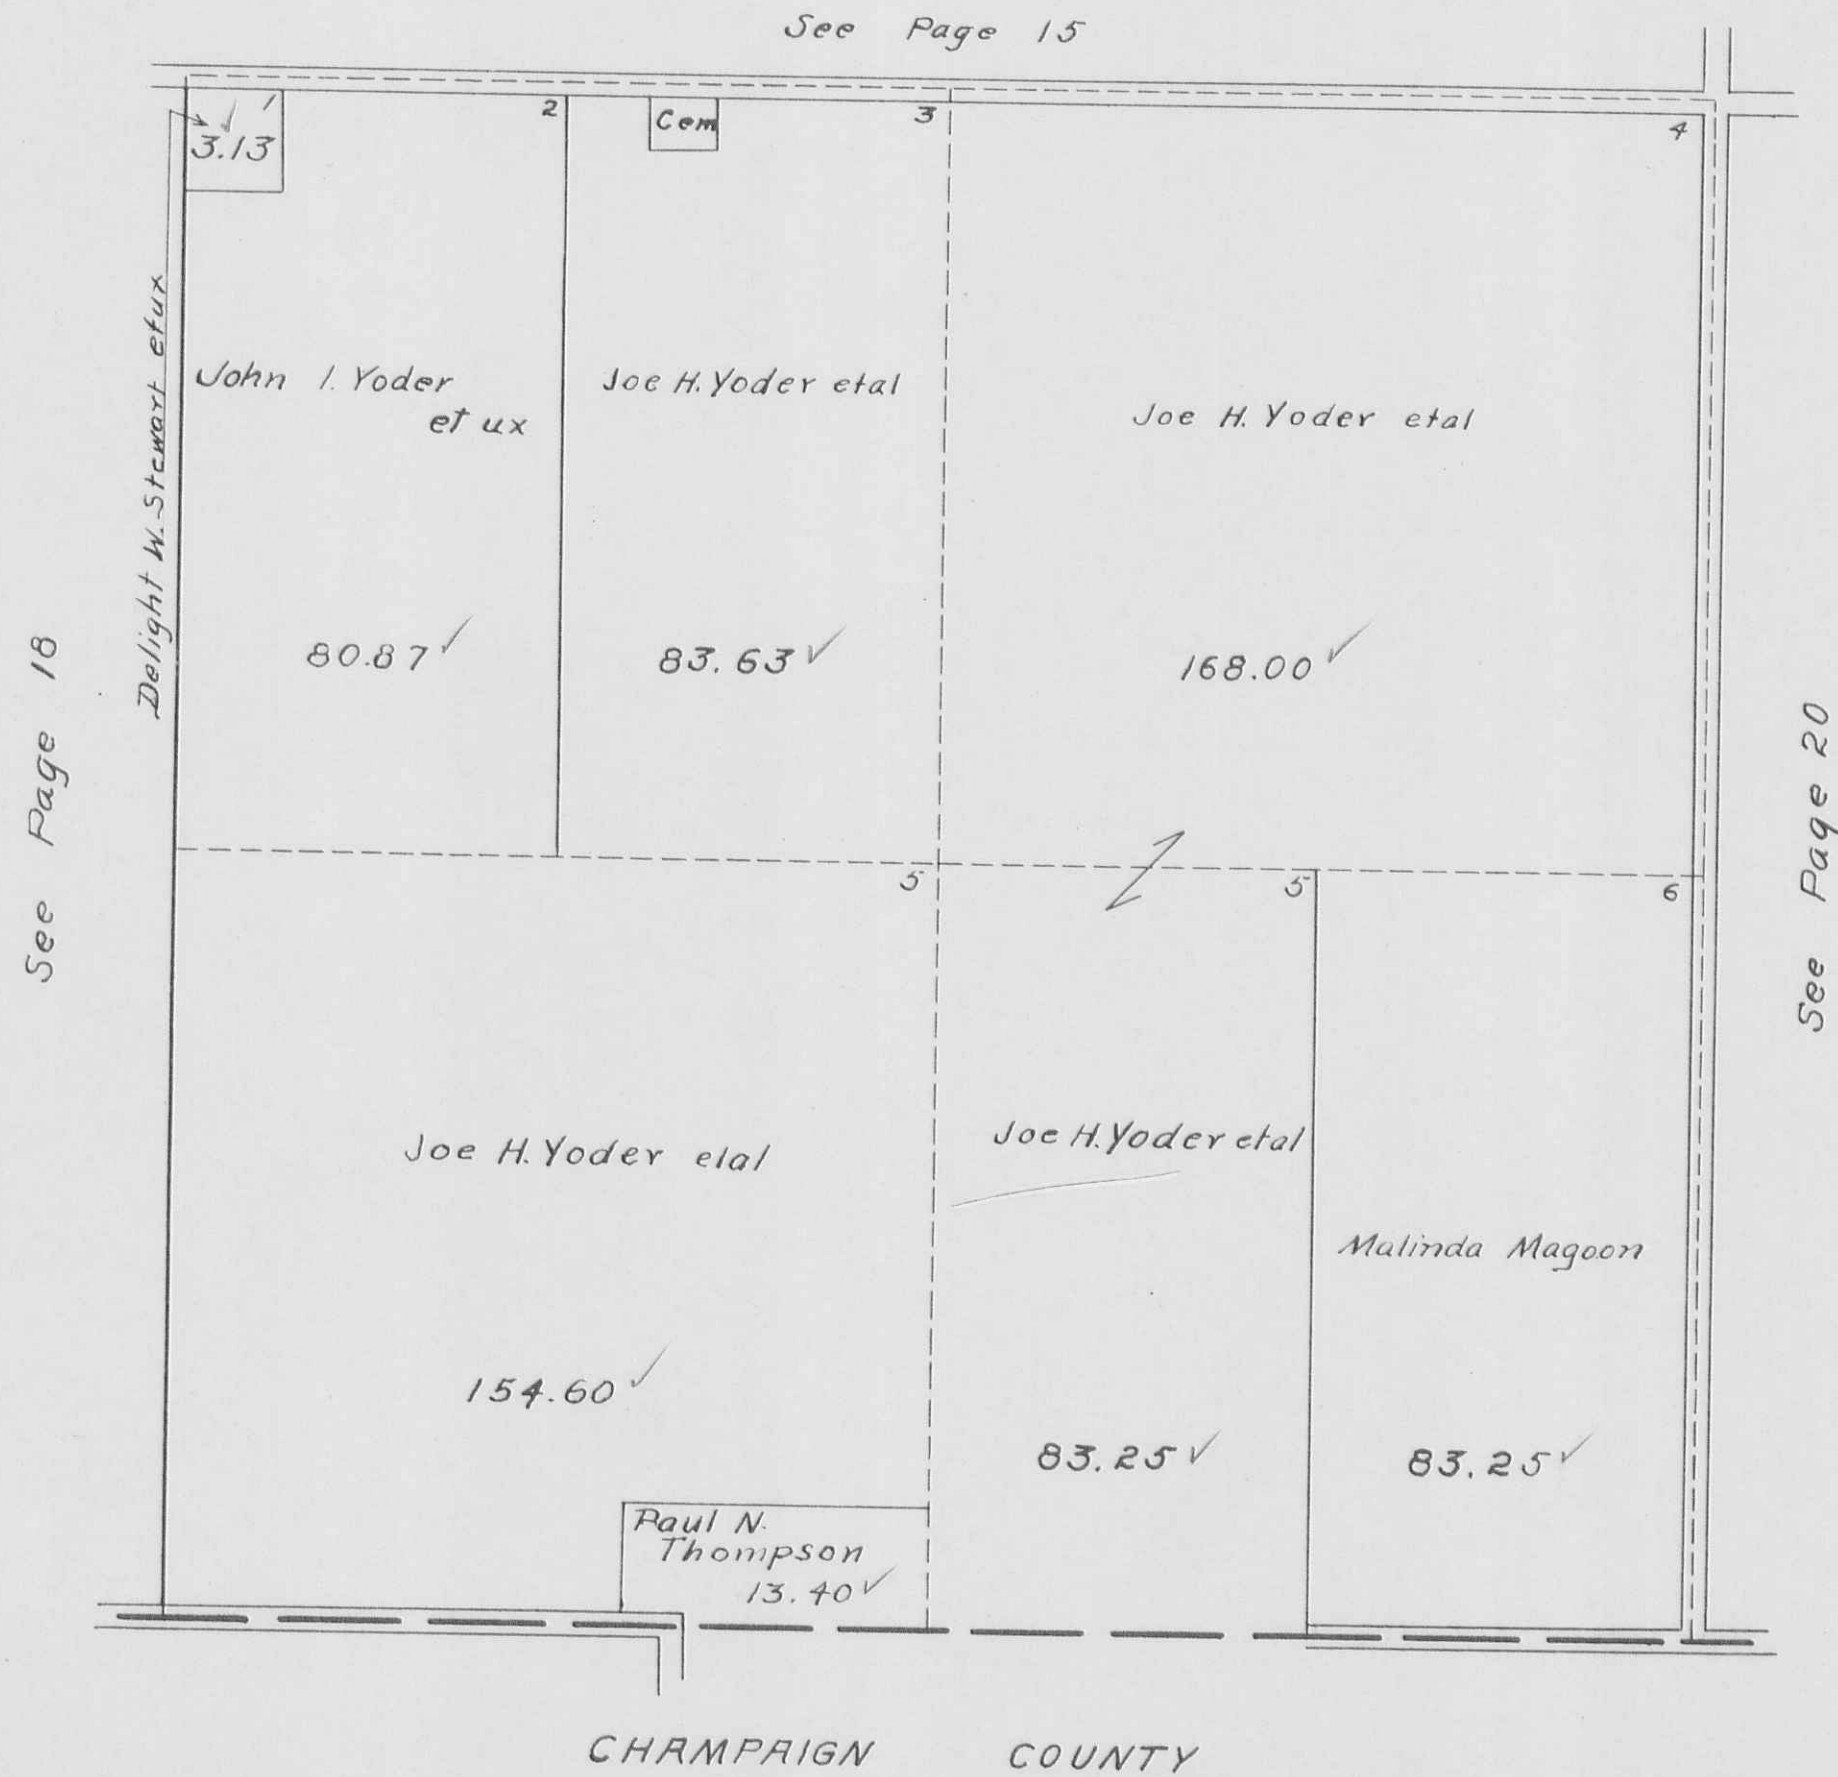 See Page 15
1
2
Cem
3
4
3.13
Delight W. Stewart etux
John I. Yoder
et ux
80.87
Joe H. Yoder etal
83.63
Joe H. Yoder etal
168.00
See Page 18
See Page 20
5
5
6
Joe H. Yoder etal
154.60
Joe H. Yoder etal
83.25
Malinda Magoon
83.25
Paul N.
Thompson
13.40
CHAMPAIGN COUNTY